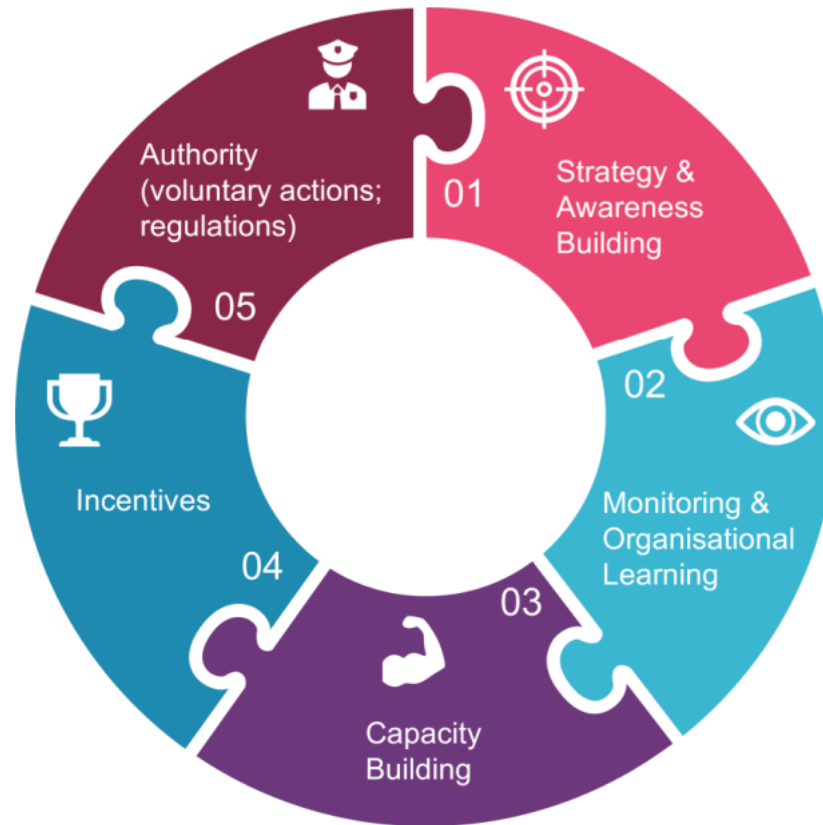 01
Strategy &
Awareness
Building
02
Monitoring &
Organisational
Learning
03
Capacity
Building
04
Incentives
05
Authority
(voluntary actions;
regulations)